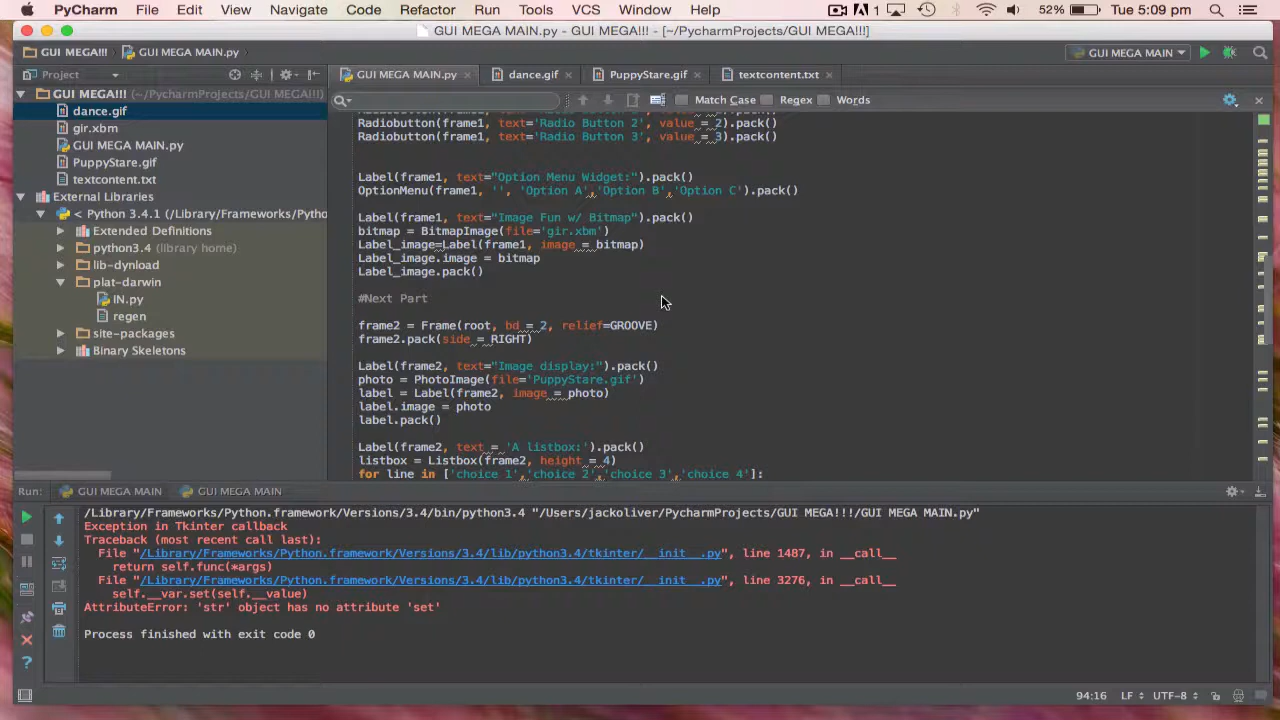 PyCharm File Edit View Navigate Code Refactor Run Tools VCS Window Help 1 52% Tue 5:09 pm
GUI MEGA MAIN.py - GUI MEGA!!! - [~/PycharmProjects/GUI MEGA!!!]
GUI MEGA!!! GUI MEGA MAIN.py GUI MEGA MAIN
Project GUI MEGA MAIN.py dance.gif PuppyStare.gif textcontent.txt
GUI MEGA!!! (~/PycharmProjects/GUI MEGA!!!)
Match Case Regex Words
dance.gif
gir.xbm
GUI MEGA MAIN.py
PuppyStare.gif
textcontent.txt
External Libraries
< Python 3.4.1 (/Library/Frameworks/Pytho
Extended Definitions
python3.4 (library home)
lib-dynload
plat-darwin
IN.py
regen
site-packages
Binary Skeletons
Radiobutton(frame1, text='Radio Button 2', value = 2).pack()
Radiobutton(frame1, text='Radio Button 3', value = 3).pack()
Label(frame1, text="Option Menu Widget:").pack()
OptionMenu(frame1, '', 'Option A','Option B','Option C').pack()
Label(frame1, text="Image Fun w/ Bitmap").pack()
bitmap = BitmapImage(file='gir.xbm')
Label_image=Label(frame1, image = bitmap)
Label_image.image = bitmap
Label_image.pack()
#Next Part
frame2 = Frame(root, bd = 2, relief=GROOVE)
frame2.pack(side = RIGHT)
Label(frame2, text="Image display:").pack()
photo = PhotoImage(file='PuppyStare.gif')
label = Label(frame2, image = photo)
label.image = photo
label.pack()
Label(frame2, text = 'A listbox:').pack()
listbox = Listbox(frame2, height = 4)
for line in ['choice 1','choice 2','choice 3','choice 4']:
Run: GUI MEGA MAIN GUI MEGA MAIN
/Library/Frameworks/Python.framework/Versions/3.4/bin/python3.4 "/Users/jackoliver/PycharmProjects/GUI MEGA!!!/GUI MEGA MAIN.py"
Exception in Tkinter callback
Traceback (most recent call last):
File "/Library/Frameworks/Python.framework/Versions/3.4/lib/python3.4/tkinter/__init__.py", line 1487, in __call__
return self.func(*args)
File "/Library/Frameworks/Python.framework/Versions/3.4/lib/python3.4/tkinter/__init__.py", line 3276, in __call__
self.__var.set(self.__value)
AttributeError: 'str' object has no attribute 'set'
Process finished with exit code 0
94:16 LF UTF-8